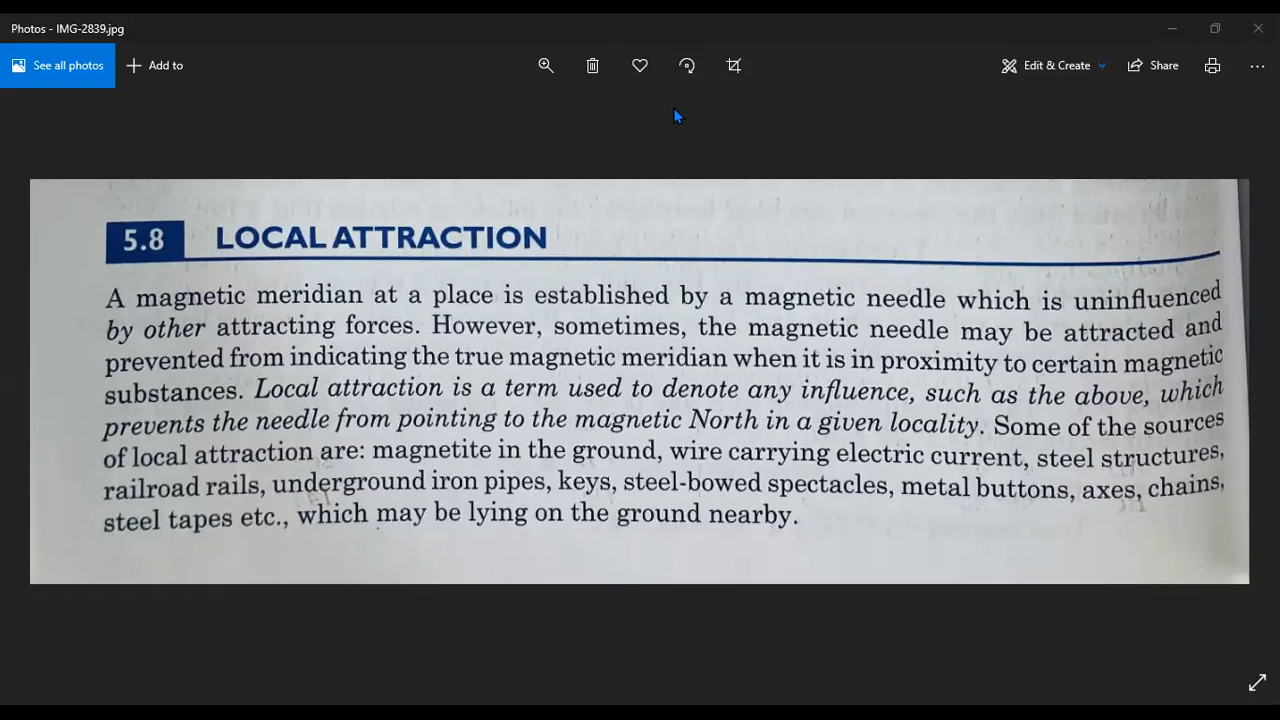 Photos - IMG-2839.jpg
See all photos
Add to
Edit & Create
Share
5.8 LOCAL ATTRACTION
A magnetic meridian at a place is established by a magnetic needle which is uninfluenced
by other attracting forces. However, sometimes, the magnetic needle may be attracted and
prevented from indicating the true magnetic meridian when it is in proximity to certain magnetic
substances. Local attraction is a term used to denote any influence, such as the above, which
prevents the needle from pointing to the magnetic North in a given locality. Some of the sources
of local attraction are: magnetite in the ground, wire carrying electric current, steel structures,
railroad rails, underground iron pipes, keys, steel-bowed spectacles, metal buttons, axes, chains,
steel tapes etc., which may be lying on the ground nearby.